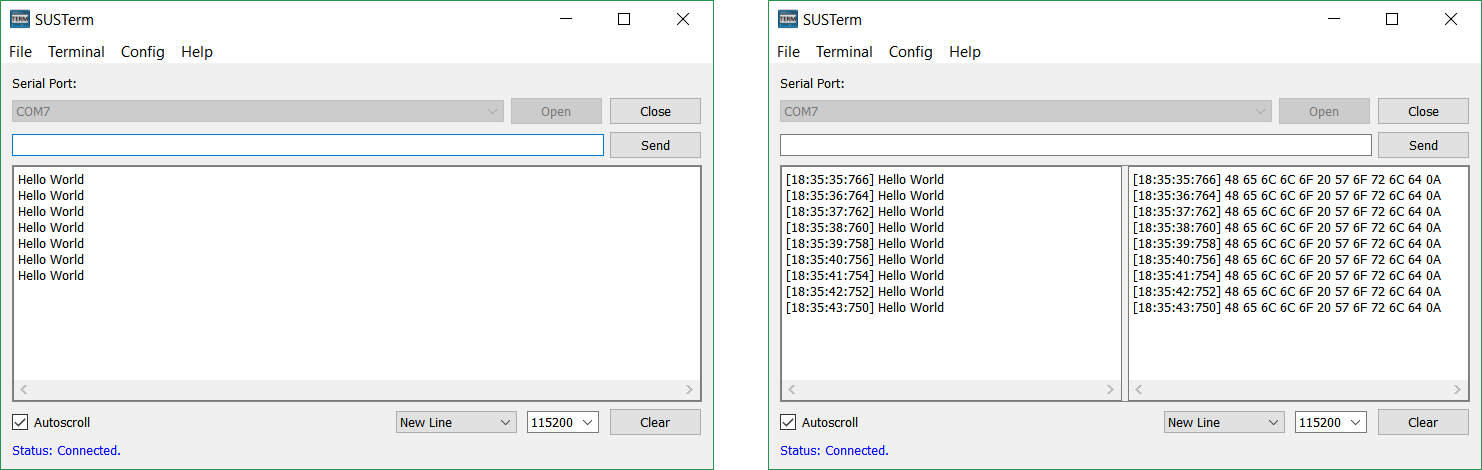 TERM SUSTerm
File Terminal Config Help
Serial Port:
COM7 Open Close
Send
Hello World
Hello World
Hello World
Hello World
Hello World
Hello World
Hello World
Autoscroll New Line 115200 Clear
Status: Connected.
TERM SUSTerm
File Terminal Config Help
Serial Port:
COM7 Open Close
Send
[18:35:35:766] Hello World
[18:35:36:764] Hello World
[18:35:37:762] Hello World
[18:35:38:760] Hello World
[18:35:39:758] Hello World
[18:35:40:756] Hello World
[18:35:41:754] Hello World
[18:35:42:752] Hello World
[18:35:43:750] Hello World
[18:35:35:766] 48 65 6C 6C 6F 20 57 6F 72 6C 64 0A
[18:35:36:764] 48 65 6C 6C 6F 20 57 6F 72 6C 64 0A
[18:35:37:762] 48 65 6C 6C 6F 20 57 6F 72 6C 64 0A
[18:35:38:760] 48 65 6C 6C 6F 20 57 6F 72 6C 64 0A
[18:35:39:758] 48 65 6C 6C 6F 20 57 6F 72 6C 64 0A
[18:35:40:756] 48 65 6C 6C 6F 20 57 6F 72 6C 64 0A
[18:35:41:754] 48 65 6C 6C 6F 20 57 6F 72 6C 64 0A
[18:35:42:752] 48 65 6C 6C 6F 20 57 6F 72 6C 64 0A
[18:35:43:750] 48 65 6C 6C 6F 20 57 6F 72 6C 64 0A
Autoscroll New Line 115200 Clear
Status: Connected.